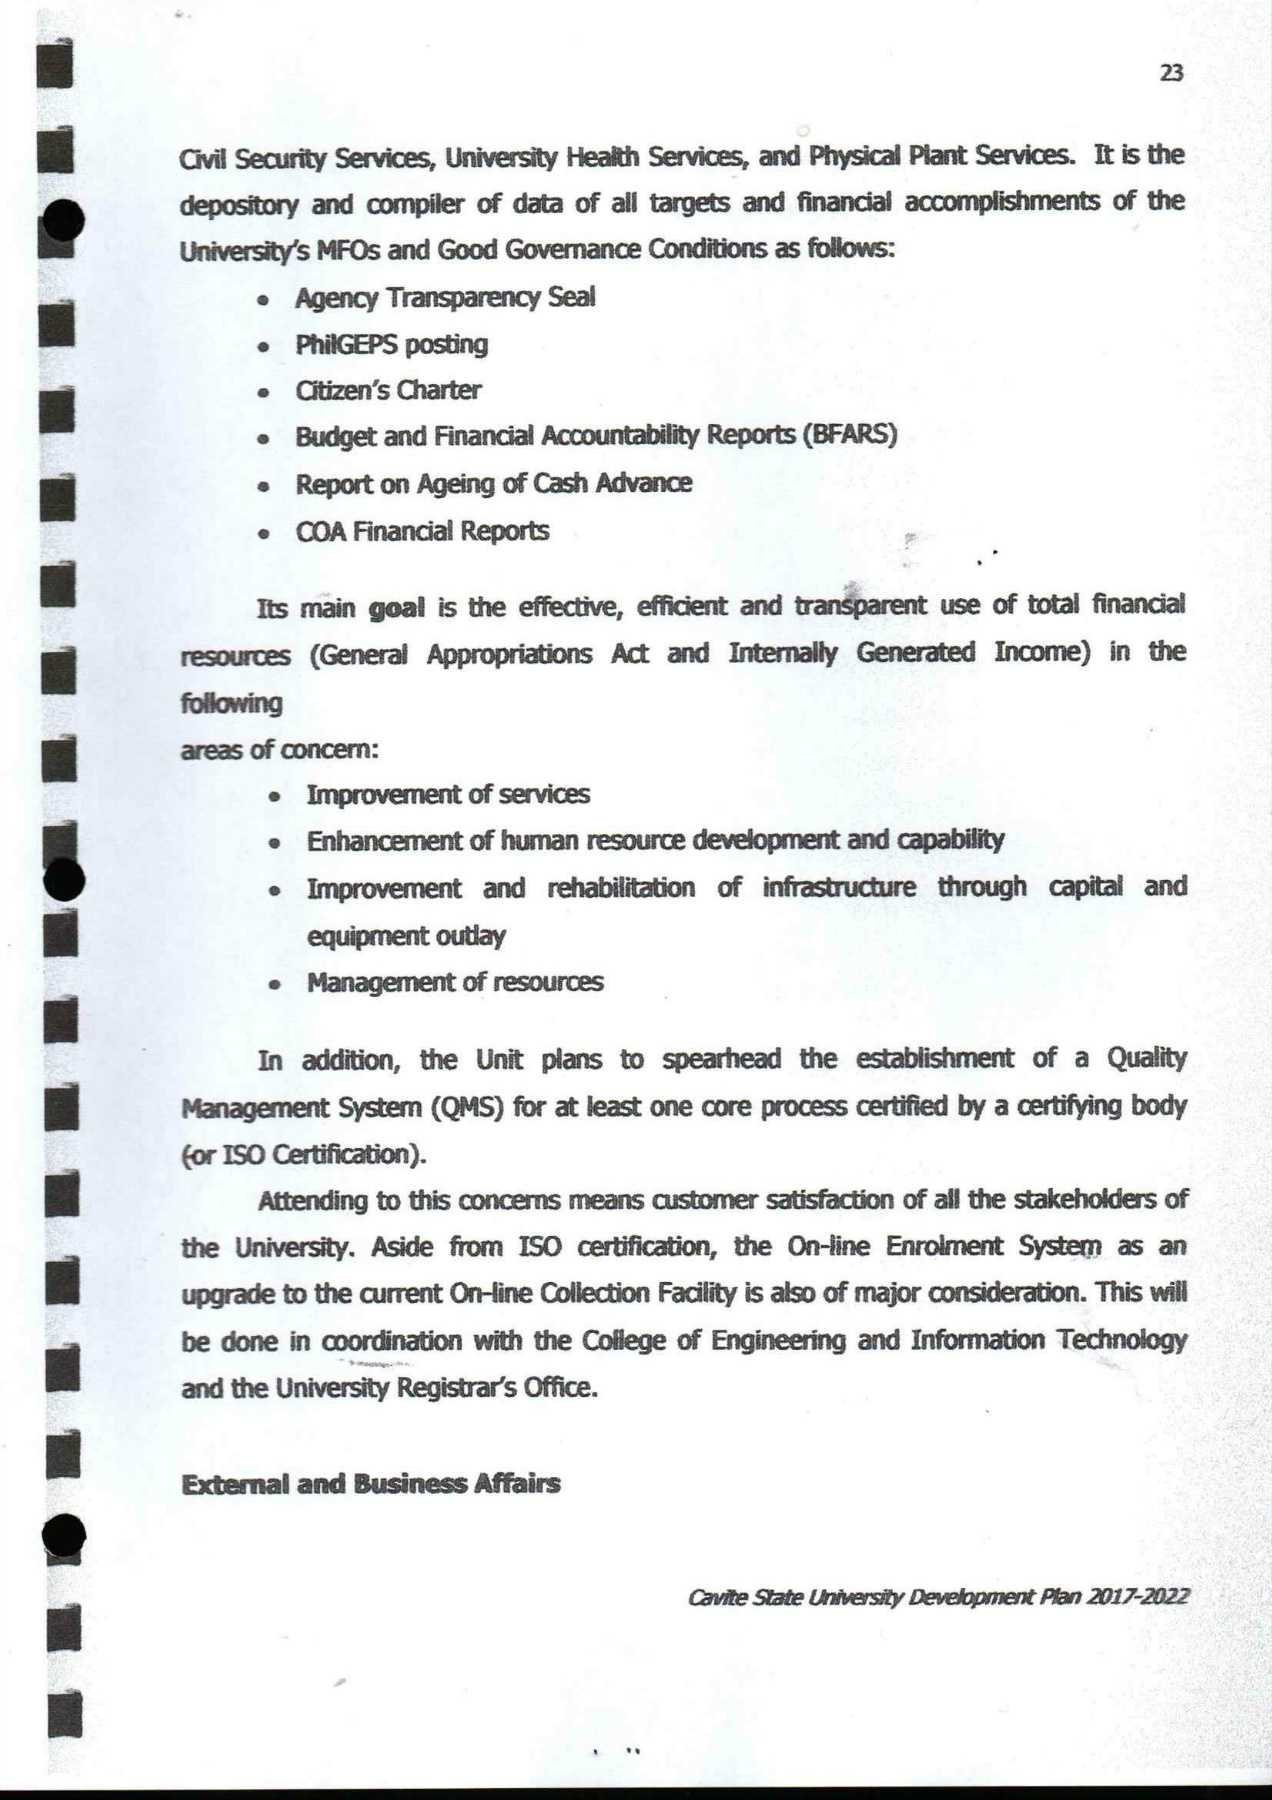 23
Civil Security Services, University Health Services, and Physical Plant Services. It is the
depository and compiler of data of all targets and financial accomplishments of the
University's MFOs and Good Governance Conditions as follows:
• Agency Transparency Seal
• PhilGEPS posting
• Citizen's Charter
• Budget and Financial Accountability Reports (BFARS)
• Report on Ageing of Cash Advance
• COA Financial Reports
Its main goal is the effective, efficient and transparent use of total financial
resources (General Appropriations Act and Internally Generated Income) in the
following
areas of concern:
• Improvement of services
• Enhancement of human resource development and capability
• Improvement and rehabilitation of infrastructure through capital and
equipment outlay
• Management of resources
In addition, the Unit plans to spearhead the establishment of a Quality
Management System (QMS) for at least one core process certified by a certifying body
(or ISO Certification).
Attending to this concerns means customer satisfaction of all the stakeholders of
the University. Aside from ISO certification, the On-line Enrolment System as an
upgrade to the current On-line Collection Facility is also of major consideration. This will
be done in coordination with the College of Engineering and Information Technology
and the University Registrar's Office.
External and Business Affairs
Cavite State University Development Plan 2017-2022